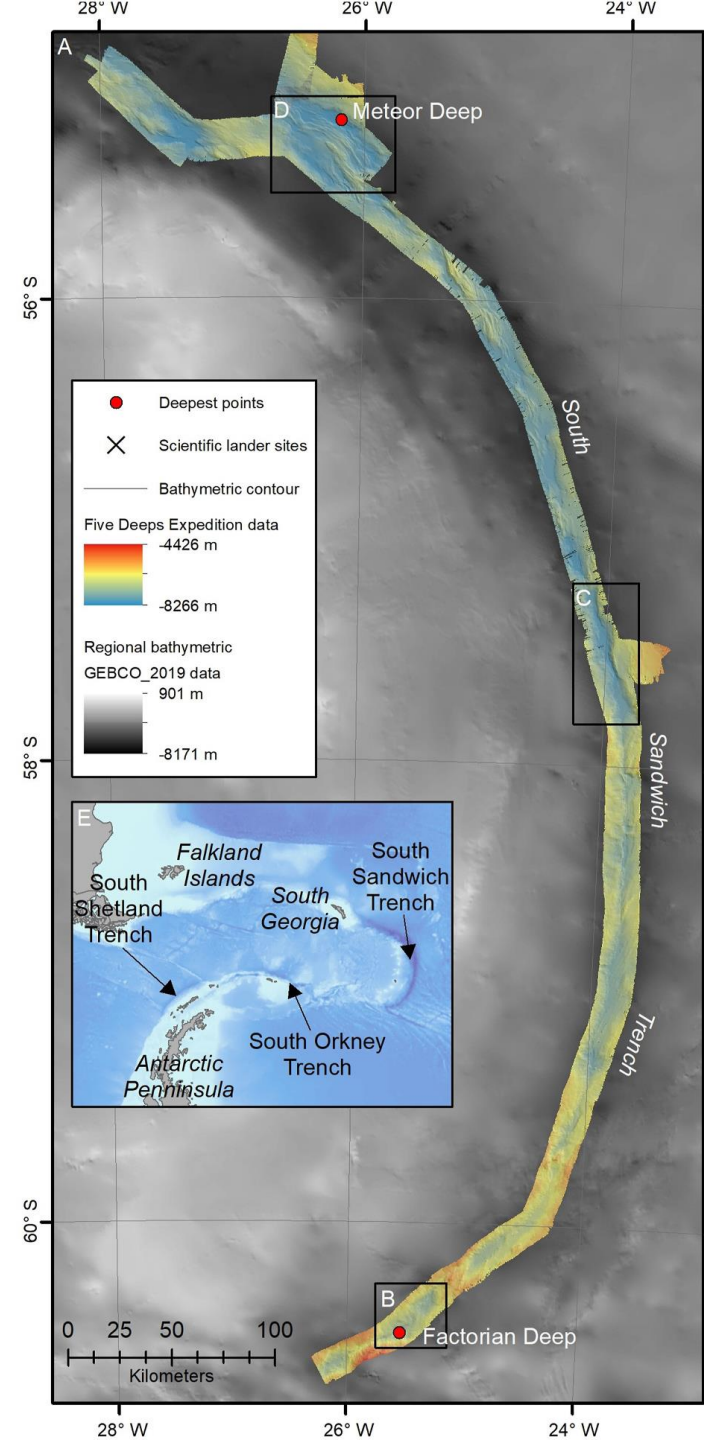 28° W
26° W
24° W
A
D
Meteor Deep
56° S
South
Deepest points
Scientific lander sites
Bathymetric contour
Five Deeps Expedition data
-4426 m
-8266 m
Regional bathymetric
GEBCO_2019 data
901 m
-8171 m
C
58° S
Sandwich
E
Falkland
Islands
South
Sandwich
Trench
South
Shetland
Trench
South
Georgia
South Orkney
Trench
Antarctic
Penninsula
Trench
60° S
B
Factorian Deep
0 25 50 100
Kilometers
28° W
26° W
24° W